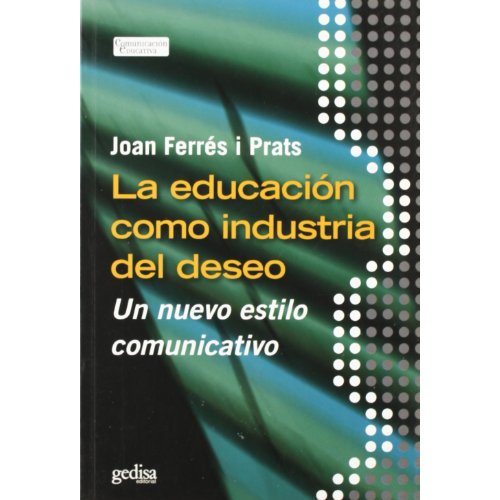 Comunicación
Educativa
Joan Ferrés i Prats
La educación
como industria
del deseo
Un nuevo estilo
comunicativo
gedisa
editorial